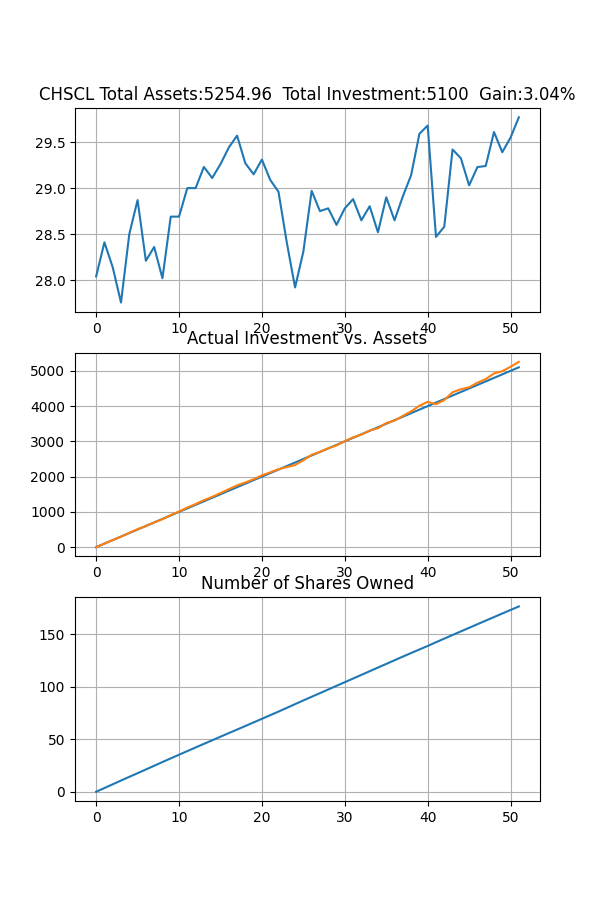 CHSCL Total Assets:5254.96  Total Investment:5100  Gain:3.04%
29.5
29.0
28.5
28.0
0 10 20 30 40 50
Actual Investment vs. Assets
5000
4000
3000
2000
1000
0
0 10 20 30 40 50
Number of Shares Owned
150
100
50
0
0 10 20 30 40 50